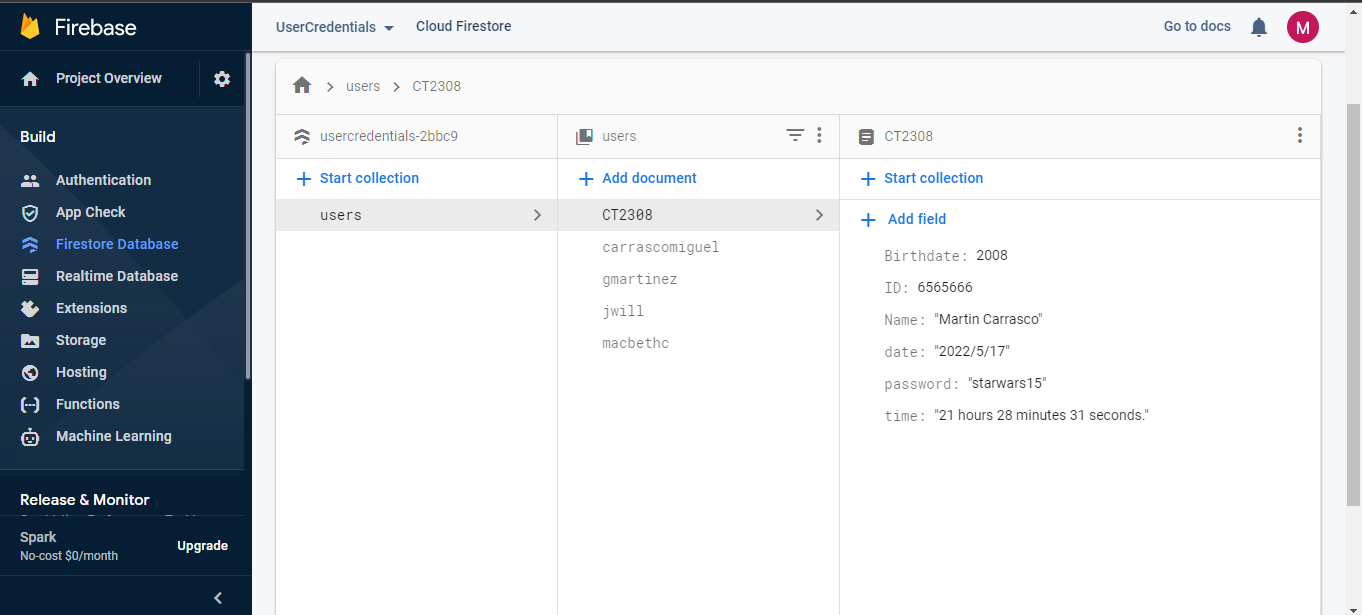 Firebase
UserCredentials
Cloud Firestore
Go to docs
M
Project Overview
Build
Authentication
App Check
Firestore Database
Realtime Database
Extensions
Storage
Hosting
Functions
Machine Learning
Release & Monitor
Spark
No-cost $0/month
Upgrade
users
CT2308
usercredentials-2bbc9
Start collection
users
users
Add document
CT2308
carrascomiguel
gmartinez
jwill
macbethc
CT2308
Start collection
Add field
Birthdate: 2008
ID: 6565666
Name: "Martin Carrasco"
date: "2022/5/17"
password: "starwars15"
time: "21 hours 28 minutes 31 seconds."